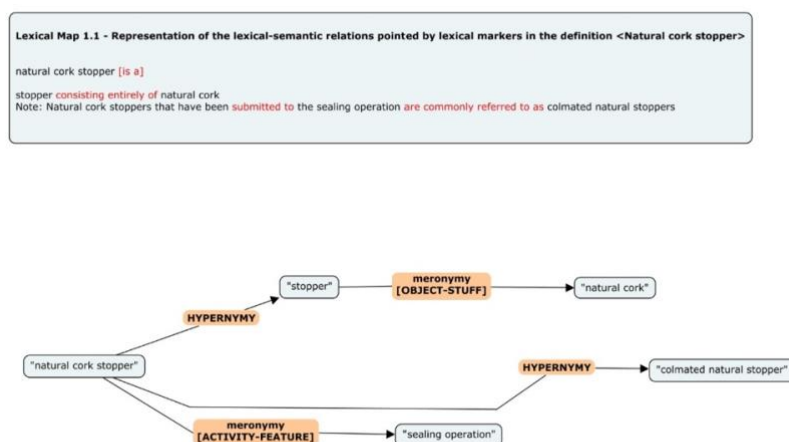 Lexical Map 1.1 - Representation of the lexical-semantic relations pointed by lexical markers in the definition <Natural cork stopper>
natural cork stopper [is a]
stopper consisting entirely of natural cork
Note: Natural cork stoppers that have been submitted to the sealing operation are commonly referred to as colmated natural stoppers
"stopper"
meronymy
[OBJECT-STUFF]
"natural cork"
HYPERNYMY
"natural cork stopper"
HYPERNYMY
"colmated natural stopper"
meronymy
[ACTIVITY-FEATURE]
"sealing operation"